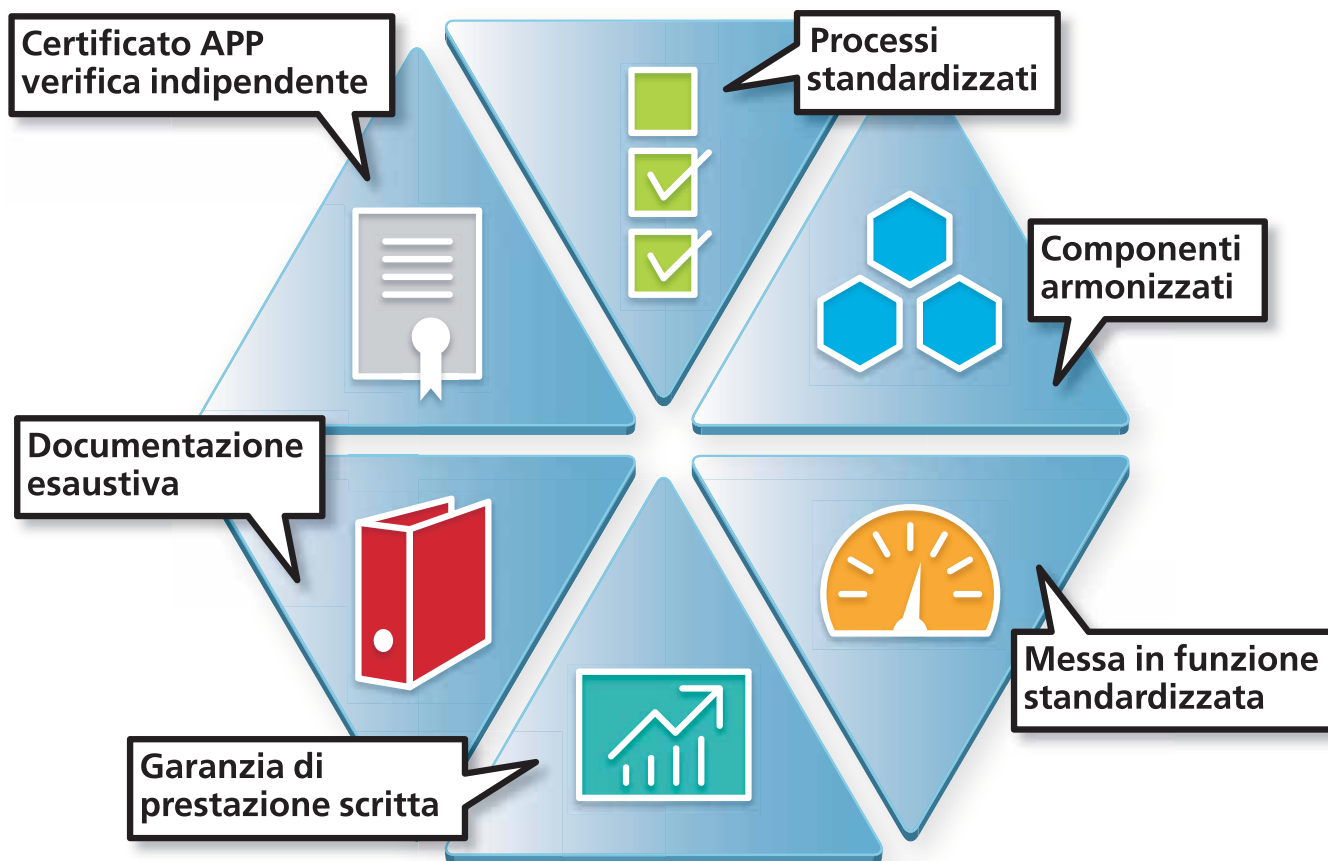 Certificato APP
verifica indipendente
Processi
standardizzati
Componenti
armonizzati
Documentazione
esaustiva
Messa in funzione
standardizzata
Garanzia di
prestazione scritta